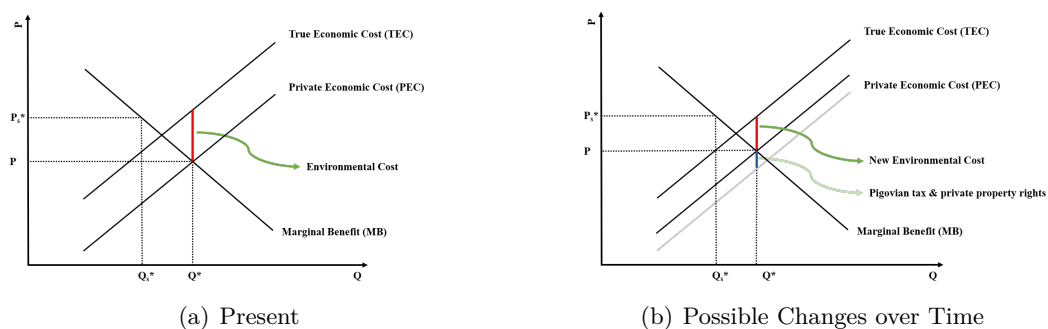 P
True Economic Cost (TEC)
Private Economic Cost (PEC)
Ps*
P
Environmental Cost
Marginal Benefit (MB)
Qs*
Q*
Q
(a) Present
P
True Economic Cost (TEC)
Private Economic Cost (PEC)
Ps*
P
New Environmental Cost
Pigovian tax & private property rights
Marginal Benefit (MB)
Qs*
Q*
Q
(b) Possible Changes over Time